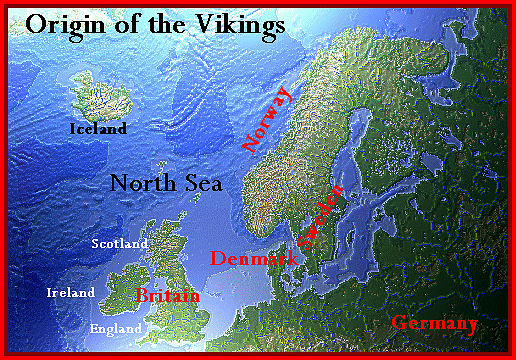 Origin of the Vikings
Iceland
Norway
North Sea
Sweden
Scotland
Denmark
Ireland
Britain
England
Germany